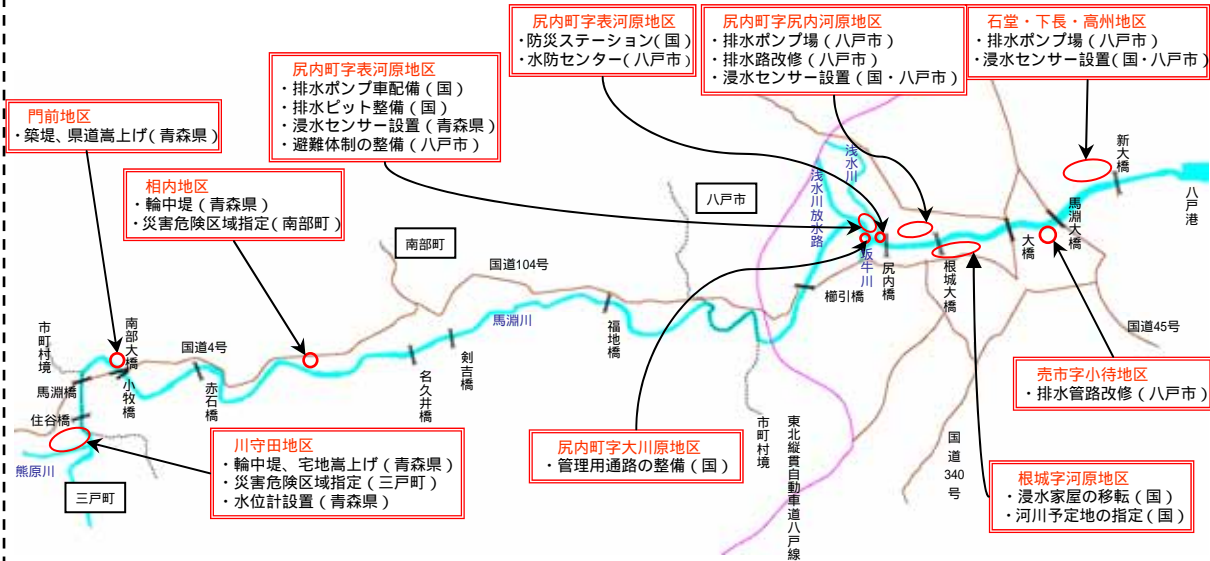 尻内町字表河原地区
・防災ステーション(国)
・水防センター(八戸市)
尻内町字尻内河原地区
・排水ポンプ場(八戸市)
・排水路改修(八戸市)
・浸水センサー設置(国・八戸市)
石堂・下長・高州地区
・排水ポンプ場(八戸市)
・浸水センサー設置(国・八戸市)
尻内町字表河原地区
・排水ポンプ車配備(国)
・排水ピット整備(国)
・浸水センサー設置(青森県)
・避難体制の整備(八戸市)
門前地区
・築堤、県道嵩上げ(青森県)
相内地区
・輪中堤(青森県)
・災害危険区域指定(南部町)
八戸市
南部町
浅水川
浅水川放水路
新大橋
八戸港
馬淵大橋
大橋
根城大橋
尻内橋
坂牛川
櫛引橋
国道104号
馬淵川
福地橋
剣吉橋
名久井橋
国道4号
赤石橋
南部大橋
小牧橋
市町村境
馬淵橋
住谷橋
熊原川
三戸町
国道45号
国道340号
市町村境
東北縦貫自動車道八戸線
川守田地区
・輪中堤、宅地嵩上げ(青森県)
・災害危険区域指定(三戸町)
・水位計設置(青森県)
尻内町字大川原地区
・管理用通路の整備(国)
売市字小待地区
・排水管路改修(八戸市)
根城字河原地区
・浸水家屋の移転(国)
・河川予定地の指定(国)